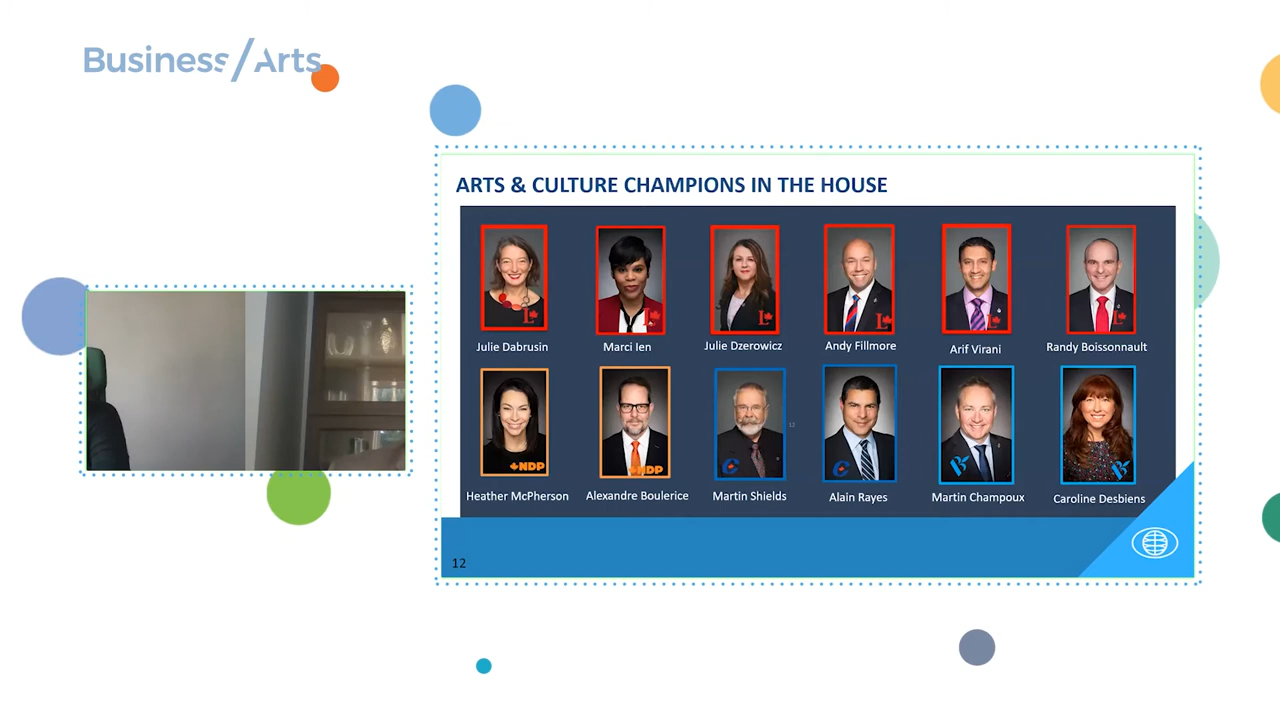 Business/Arts
ARTS & CULTURE CHAMPIONS IN THE HOUSE
L
L
L
L
L
L
Julie Dabrusin
Marci Ien
Julie Dzerowicz
Andy Fillmore
Arif Virani
Randy Boissonnault
NDP
NDP
C
12
C
B
B
Heather McPherson
Alexandre Boulerice
Martin Shields
Alain Rayes
Martin Champoux
Caroline Desbiens
12